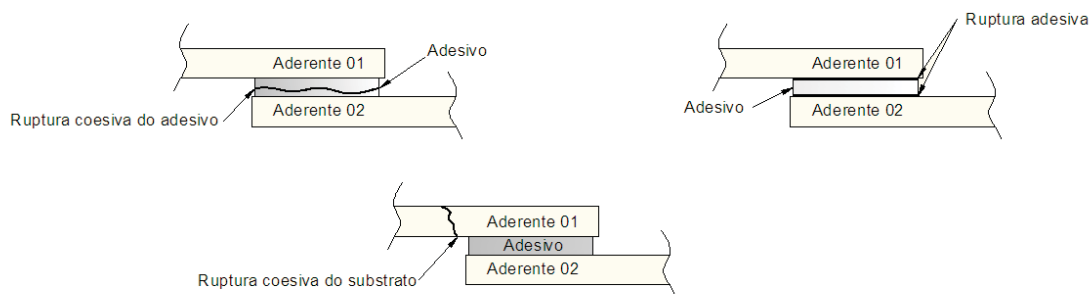 Aderente 01
Adesivo
Ruptura coesiva do adesivo
Aderente 02
Ruptura adesiva
Aderente 01
Adesivo
Aderente 02
Aderente 01
Adesivo
Aderente 02
Ruptura coesiva do substrato